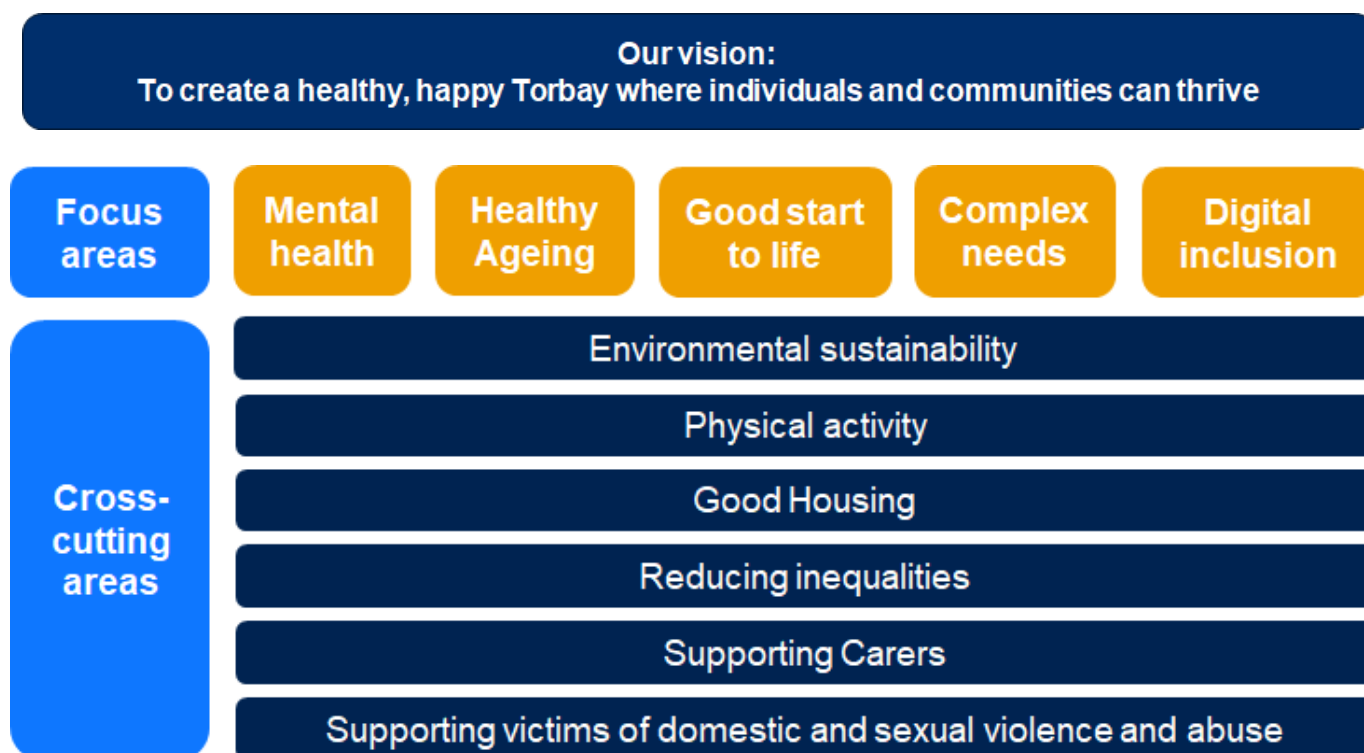 Our vision:
To create a healthy, happy Torbay where individuals and communities can thrive
Focus
areas
Mental
health
Healthy
Ageing
Good start
to life
Complex
needs
Digital
inclusion
Cross-
cutting
areas
Environmental sustainability
Physical activity
Good Housing
Reducing inequalities
Supporting Carers
Supporting victims of domestic and sexual violence and abuse